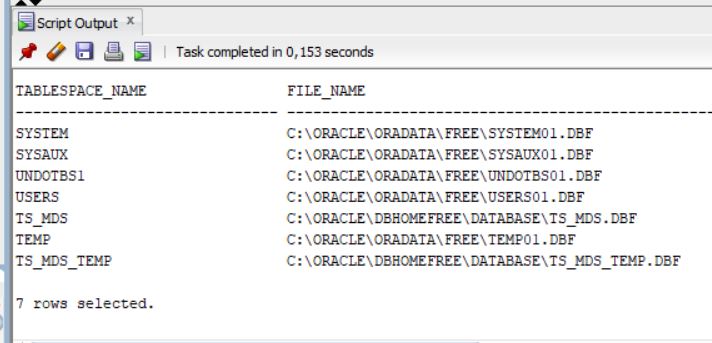 Script Output x
Task completed in 0,153 seconds
TABLESPACE_NAME FILE_NAME
------------------------------ --------------------------------------------------
SYSTEM C:\ORACLE\ORADATA\FREE\SYSTEM01.DBF
SYSAUX C:\ORACLE\ORADATA\FREE\SYSAUX01.DBF
UNDOTBS1 C:\ORACLE\ORADATA\FREE\UNDOTBS01.DBF
USERS C:\ORACLE\ORADATA\FREE\USERS01.DBF
TS_MDS C:\ORACLE\DBHOMEFREE\DATABASE\TS_MDS.DBF
TEMP C:\ORACLE\ORADATA\FREE\TEMP01.DBF
TS_MDS_TEMP C:\ORACLE\DBHOMEFREE\DATABASE\TS_MDS_TEMP.DBF
7 rows selected.